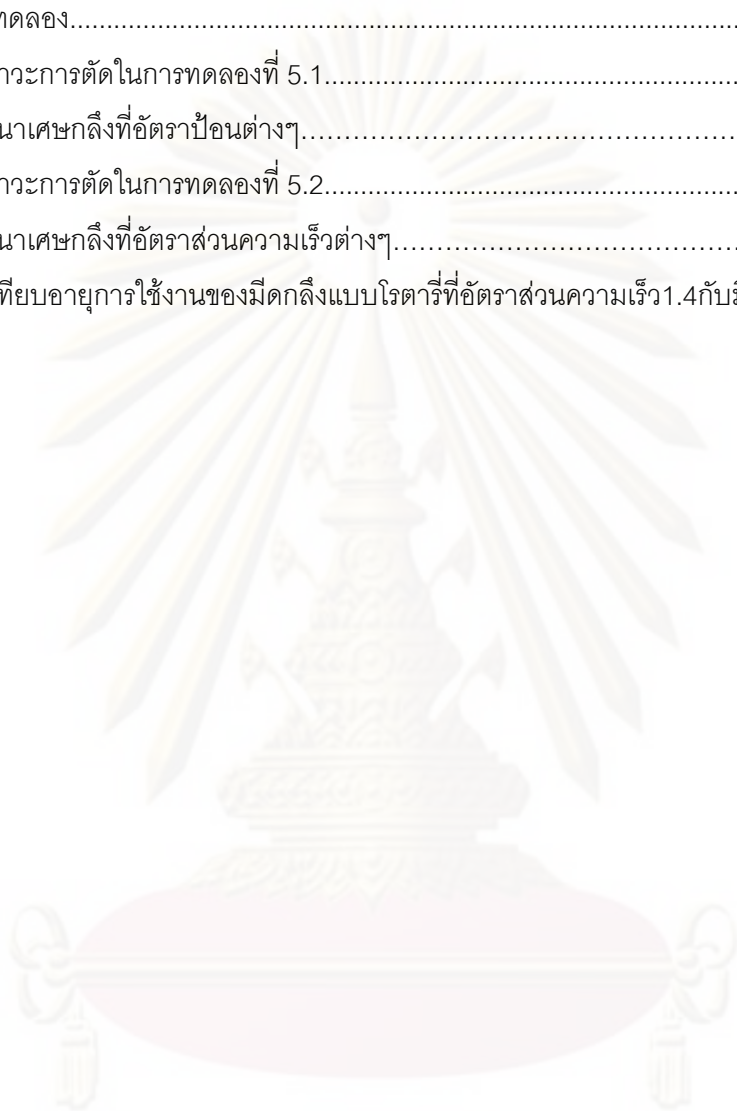 ทดลอง....................................................................................................
าวะการตัดในการทดลองที่ 5.1.........................................................
นาเศษกลึงที่อัตราป้อนต่างๆ……………………………………………
าวะการตัดในการทดลองที่ 5.2.........................................................
นาเศษกลึงที่อัตราส่วนความเร็วต่างๆ…………………………………
ทียบอายุการใช้งานของมีดกลึงแบบโรตารี่ที่อัตราส่วนความเร็ว1.4กับมี